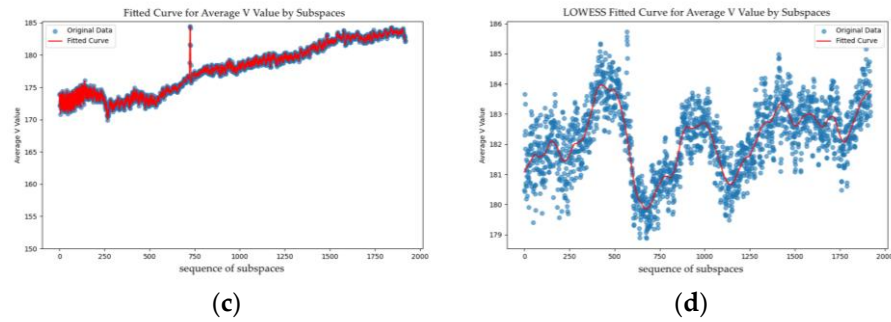 Fitted Curve for Average V Value by Subspaces
185
180
175
170
165
160
155
150
Average V Value
Original Data
Fitted Curve
0 250 500 750 1000 1250 1500 1750 2000
sequence of subspaces
(c)
LOWESS Fitted Curve for Average V Value by Subspaces
186
185
184
183
182
181
180
179
Average V Value
Original Data
Fitted Curve
0 250 500 750 1000 1250 1500 1750 2000
sequence of subspaces
(d)